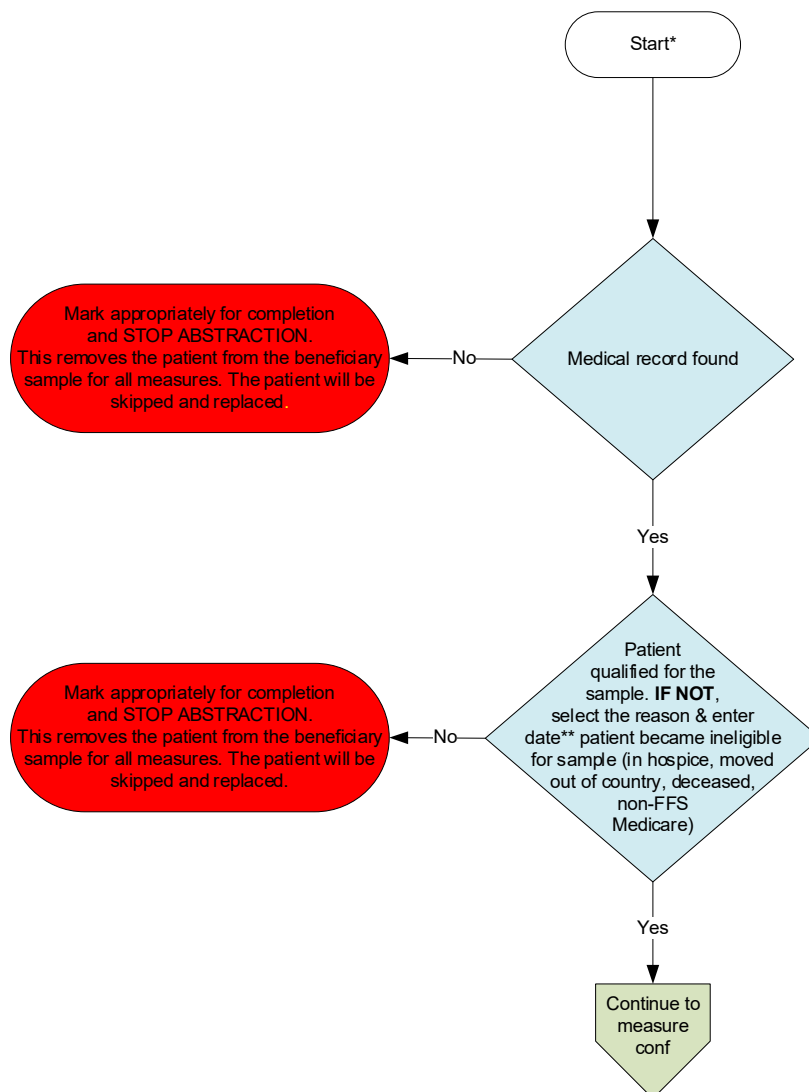 Start*
Mark appropriately for completion
and STOP ABSTRACTION.
This removes the patient from the beneficiary
sample for all measures. The patient will be
skipped and replaced.
No
Medical record found
Yes
Mark appropriately for completion
and STOP ABSTRACTION.
This removes the patient from the beneficiary
sample for all measures. The patient will be
skipped and replaced.
No
Patient
qualified for the
sample. IF NOT,
select the reason & enter
date** patient became ineligible
for sample (in hospice, moved
out of country, deceased,
non-FFS
Medicare)
Yes
Continue to
measure
conf